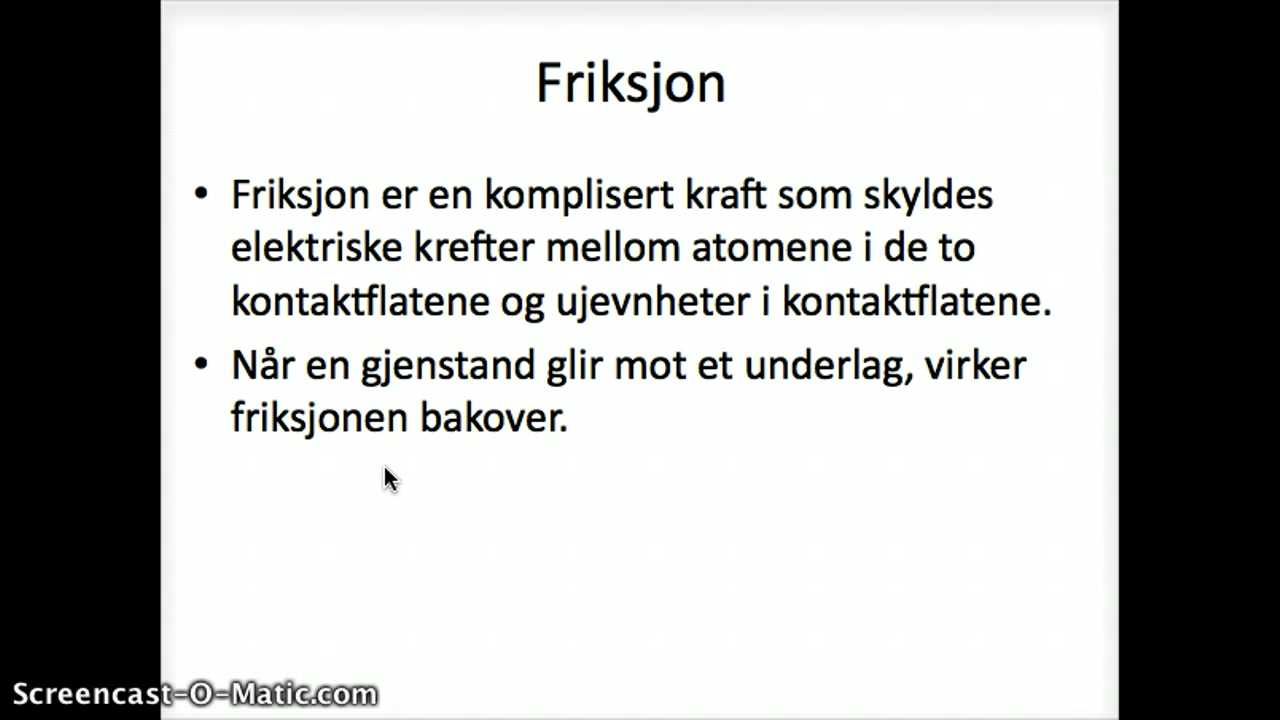 Friksjon
• Friksjon er en komplisert kraft som skyldes
elektriske krefter mellom atomene i de to
kontaktflatene og ujevnheter i kontaktflatene.
• Når en gjenstand glir mot et underlag, virker
friksjonen bakover.
Screencast-O-Matic.com